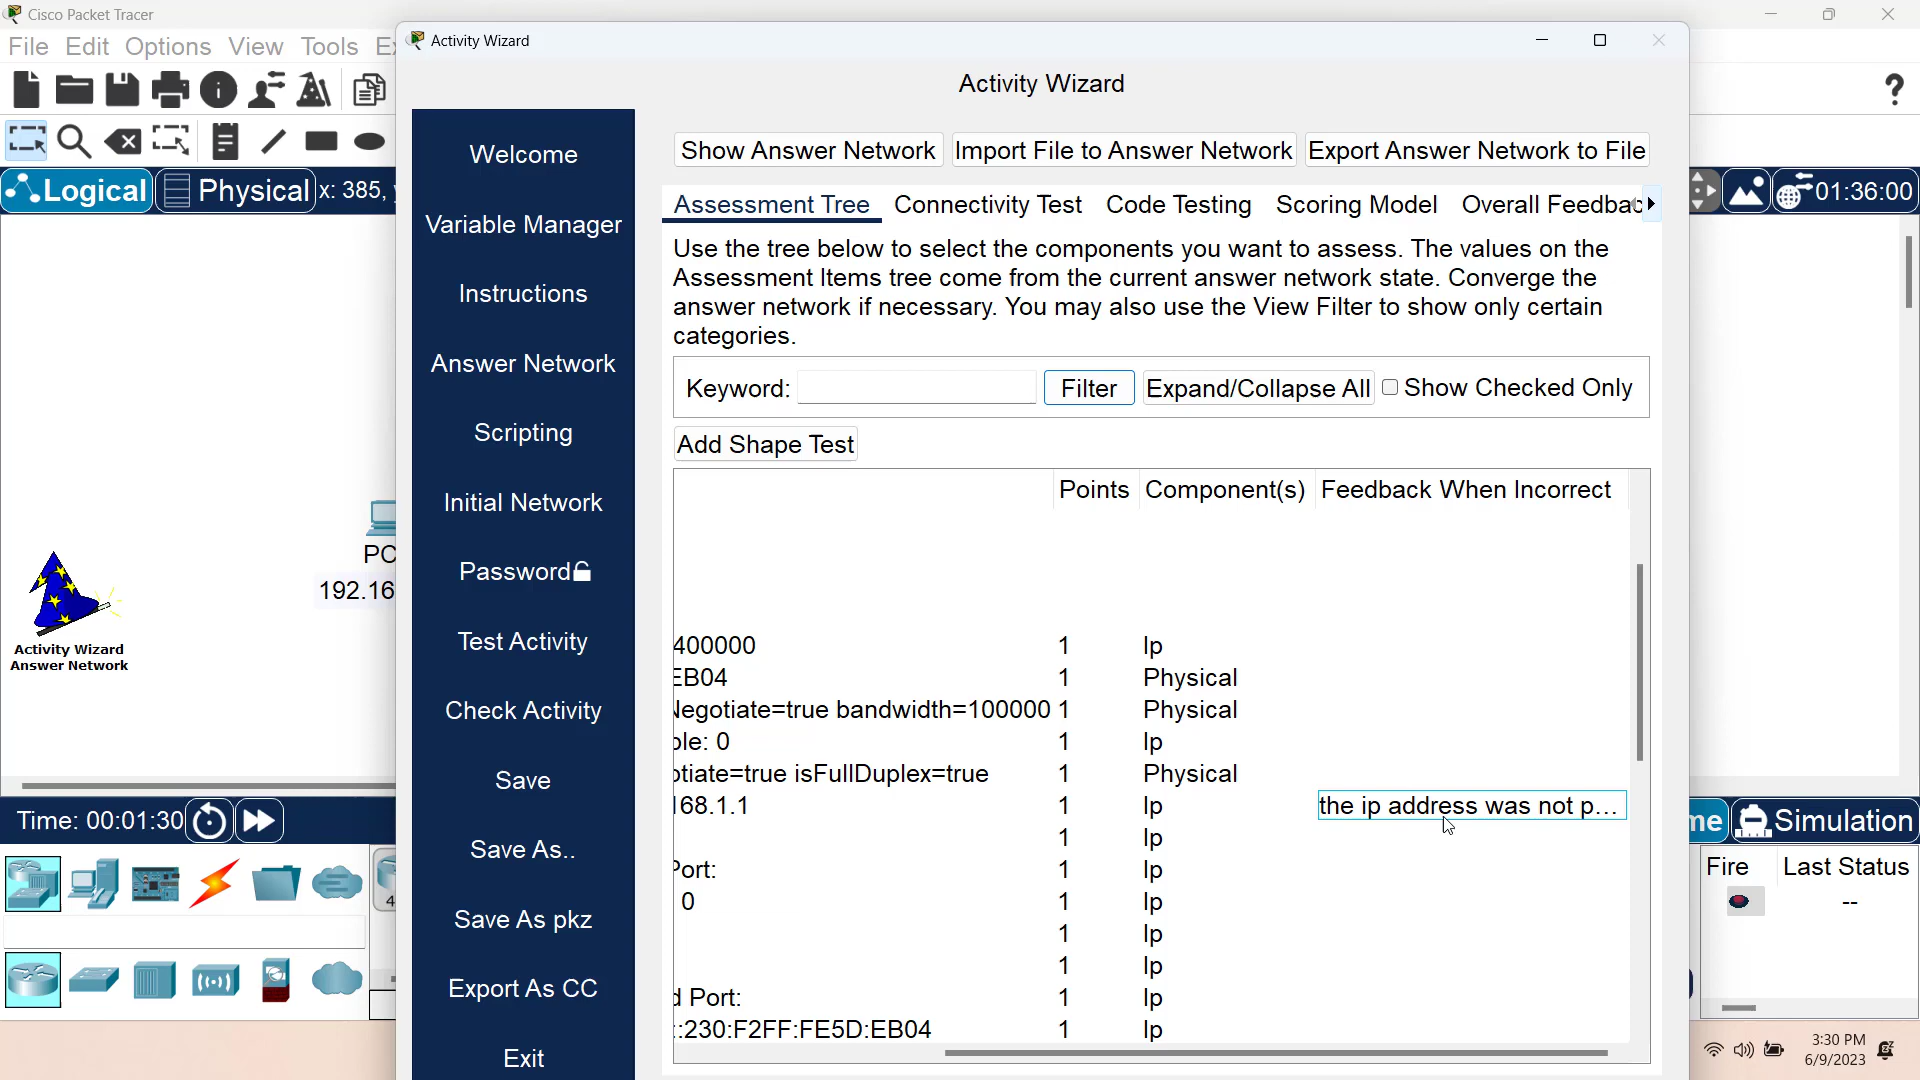 Cisco Packet Tracer
File Edit Options View Tools
Activity Wizard
Activity Wizard
Logical
Physical
x: 385,
01:36:00
PC
192.16
Activity Wizard
Answer Network
Time: 00:01:30
Welcome
Variable Manager
Instructions
Answer Network
Scripting
Initial Network
Password
Test Activity
Check Activity
Save
Save As..
Save As pkz
Export As CC
Exit
Show Answer Network
Import File to Answer Network
Export Answer Network to File
Assessment Tree
Connectivity Test
Code Testing
Scoring Model
Overall Feedbac
Use the tree below to select the components you want to assess. The values on the
Assessment Items tree come from the current answer network state. Converge the
answer network if necessary. You may also use the View Filter to show only certain
categories.
Keyword:
Filter
Expand/Collapse All
Show Checked Only
Add Shape Test
Points Component(s) Feedback When Incorrect
400000 1 Ip
EB04 1 Physical
Negotiate=true bandwidth=100000 1 Physical
ble: 0 1 Ip
otiate=true isFullDuplex=true 1 Physical
168.1.1 1 Ip the ip address was not p...
1 Ip
Port: 1 Ip
0 1 Ip
1 Ip
1 Ip
d Port: 1 Ip
::230:F2FF:FE5D:EB04 1 Ip
me
Simulation
Fire Last Status
--
3:30 PM
6/9/2023